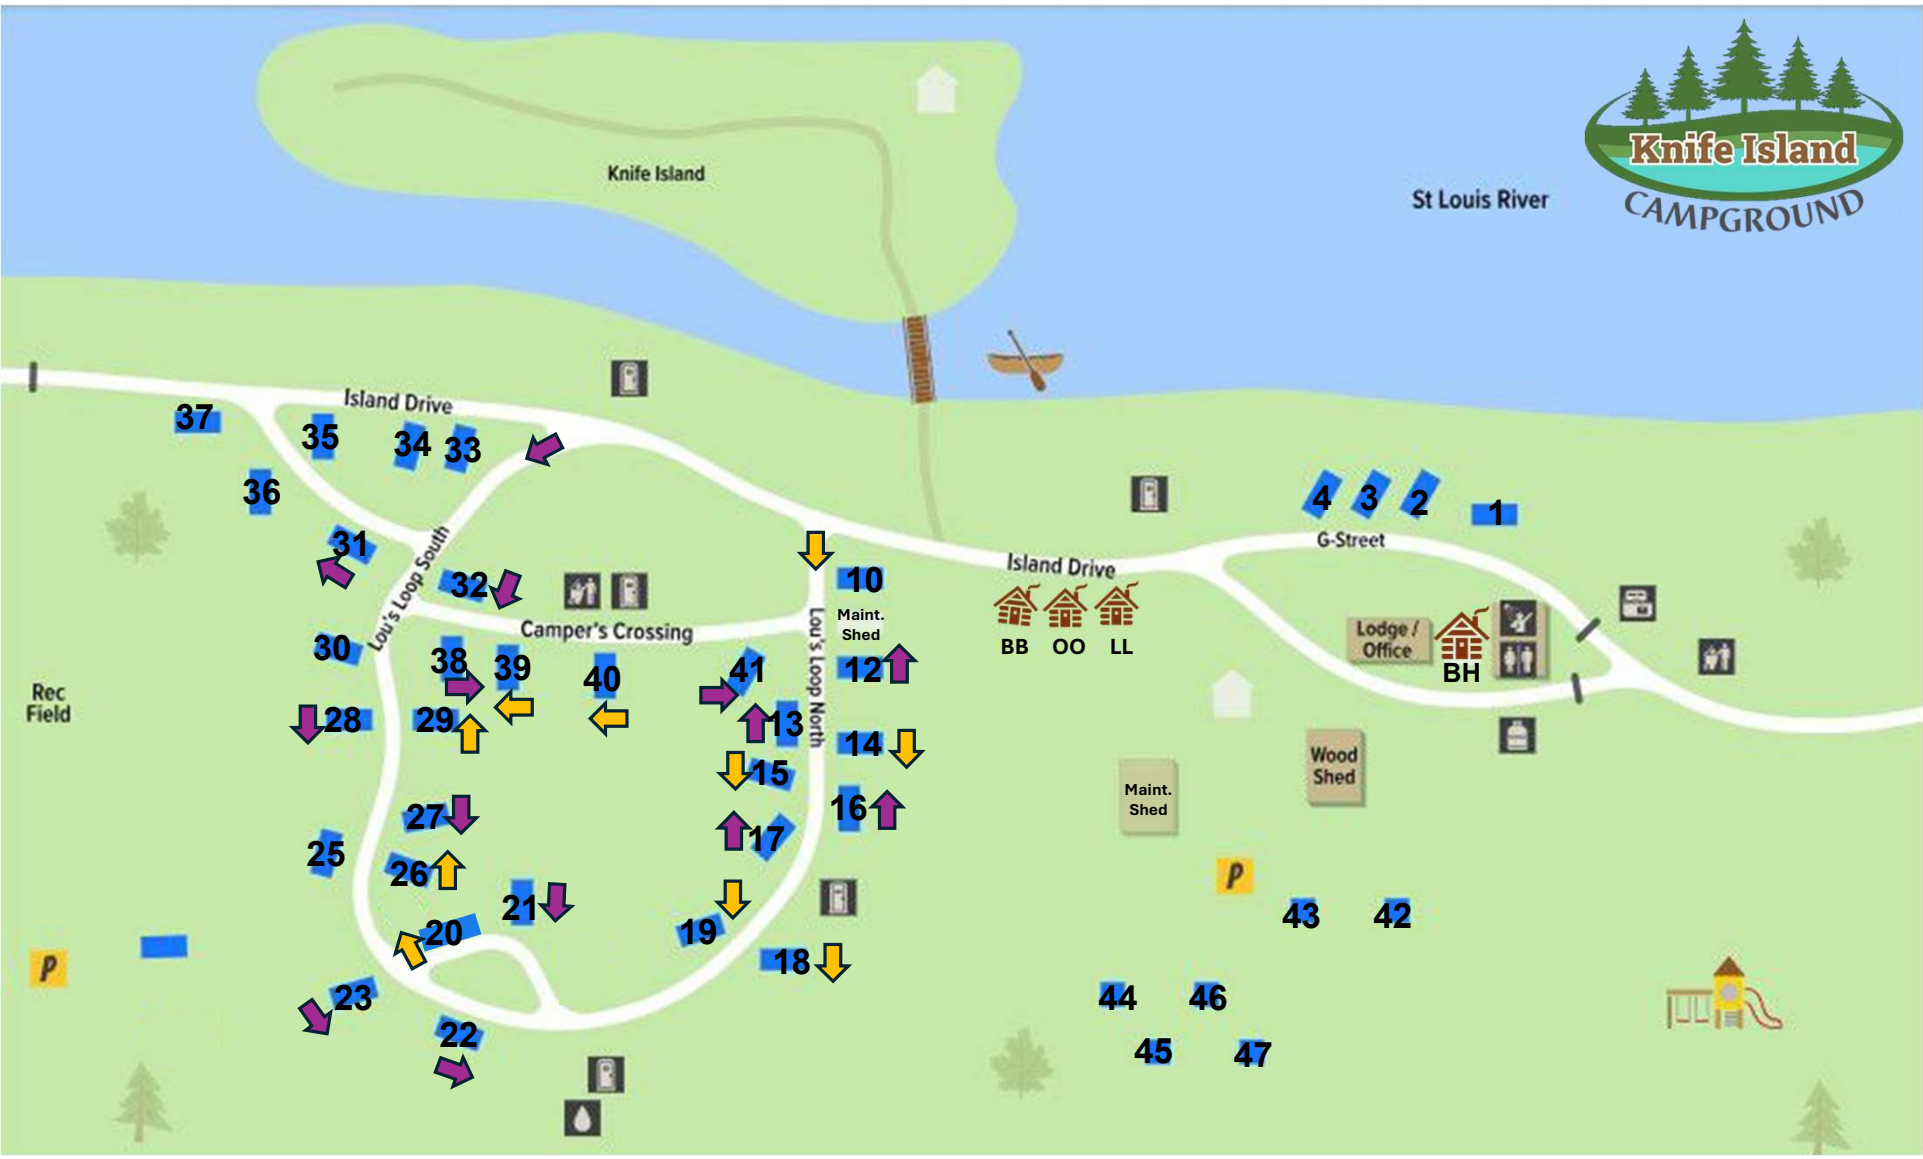 Knife Island
CAMPGROUND
Knife Island
St Louis River
Island Drive
37
35
34
33
36
31
Lou's Loop South
32
Camper's Crossing
30
38
39
40
41
28
29
27
26
25
21
20
23
22
10
Maint.
Shed
Lou's Loop North
12
13
14
15
16
17
19
18
Island Drive
BB
OO
LL
4
3
2
1
G-Street
Lodge /
Office
BH
Wood
Shed
Maint.
Shed
P
43
42
44
46
45
47
Rec
Field
P